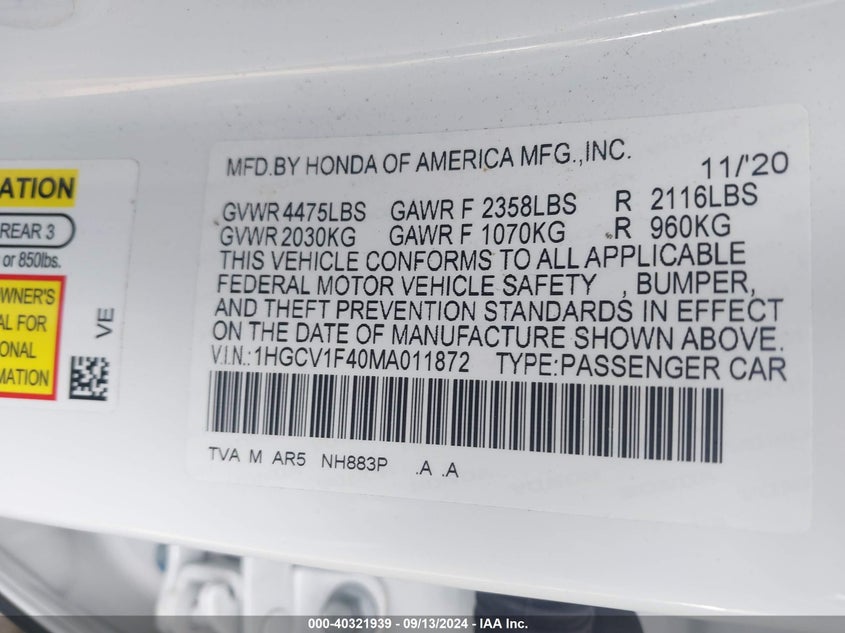 MFD.BY HONDA OF AMERICA MFG.,INC. 11/'20
GVWR 4475LBS GAWR F 2358LBS R 2116LBS
GVWR 2030KG GAWR F 1070KG R 960KG
THIS VEHICLE CONFORMS TO ALL APPLICABLE
FEDERAL MOTOR VEHICLE SAFETY , BUMPER,
AND THEFT PREVENTION STANDARDS IN EFFECT
ON THE DATE OF MANUFACTURE SHOWN ABOVE.
V.I.N.:1HGCV1F40MA011872 TYPE:PASSENGER CAR
TVA M AR5 NH883P .A .A
ATION
REAR 3
or 850lbs.
OWNER'S
AL FOR
ONAL
MATION
VE
000-40321939 - 09/13/2024 - IAA Inc.